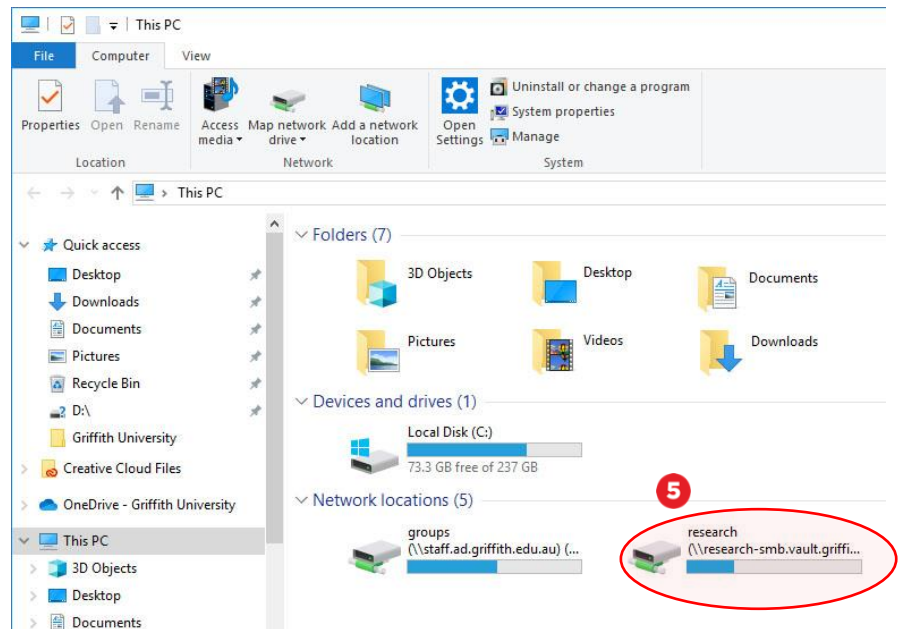 This PC
File Computer View
Properties Open Rename Access media Map network drive Add a network location Open Settings
Uninstall or change a program
System properties
Manage
Location Network System
This PC
Quick access
Desktop
Downloads
Documents
Pictures
Recycle Bin
D:\
Griffith University
Creative Cloud Files
OneDrive - Griffith University
This PC
3D Objects
Desktop
Documents
Folders (7)
3D Objects Desktop Documents
Pictures Videos Downloads
Devices and drives (1)
Local Disk (C:)
73.3 GB free of 237 GB
Network locations (5)
5
groups
(\\staff.ad.griffith.edu.au) (...
research
(\\research-smb.vault.griffi...